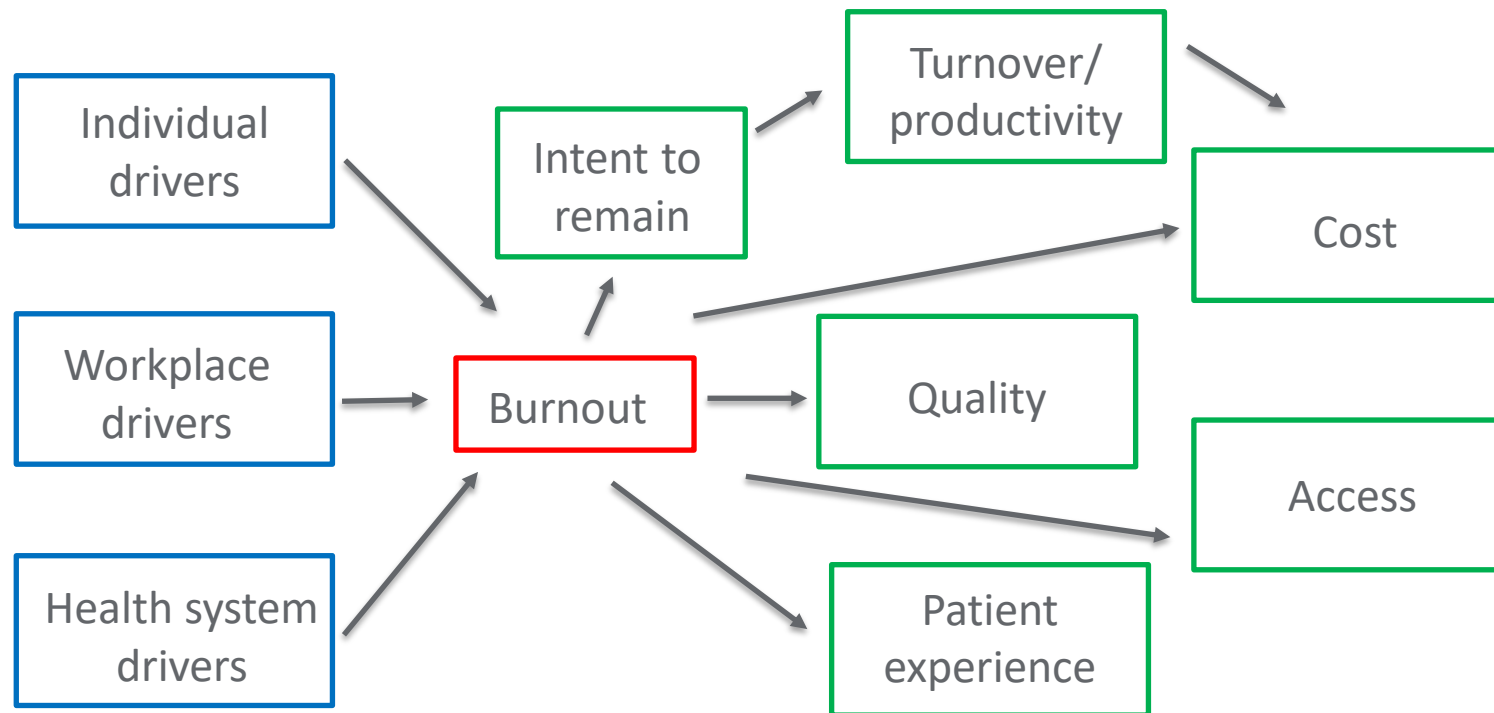 Individual
drivers
Workplace
drivers
Health system
drivers
Burnout
Intent to
remain
Turnover/
productivity
Cost
Quality
Access
Patient
experience